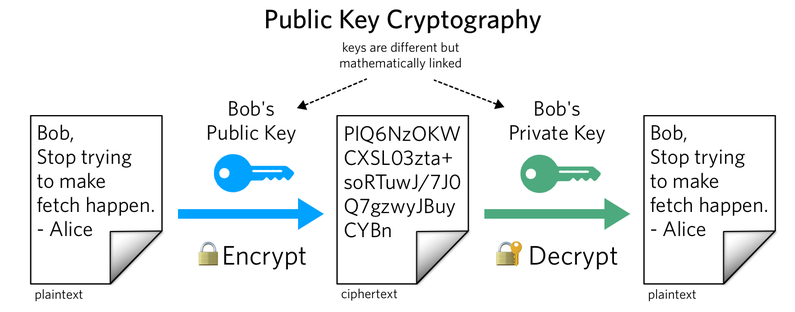 Public Key Cryptography
keys are different but
mathematically linked
Bob,
Stop trying
to make
fetch happen.
- Alice
plaintext
Bob's
Public Key
Encrypt
PIQ6NzOKW
CXSL03zta+
soRTuwJ/7J0
Q7gzwyJBuy
CYBn
ciphertext
Bob's
Private Key
Decrypt
Bob,
Stop trying
to make
fetch happen.
- Alice
plaintext